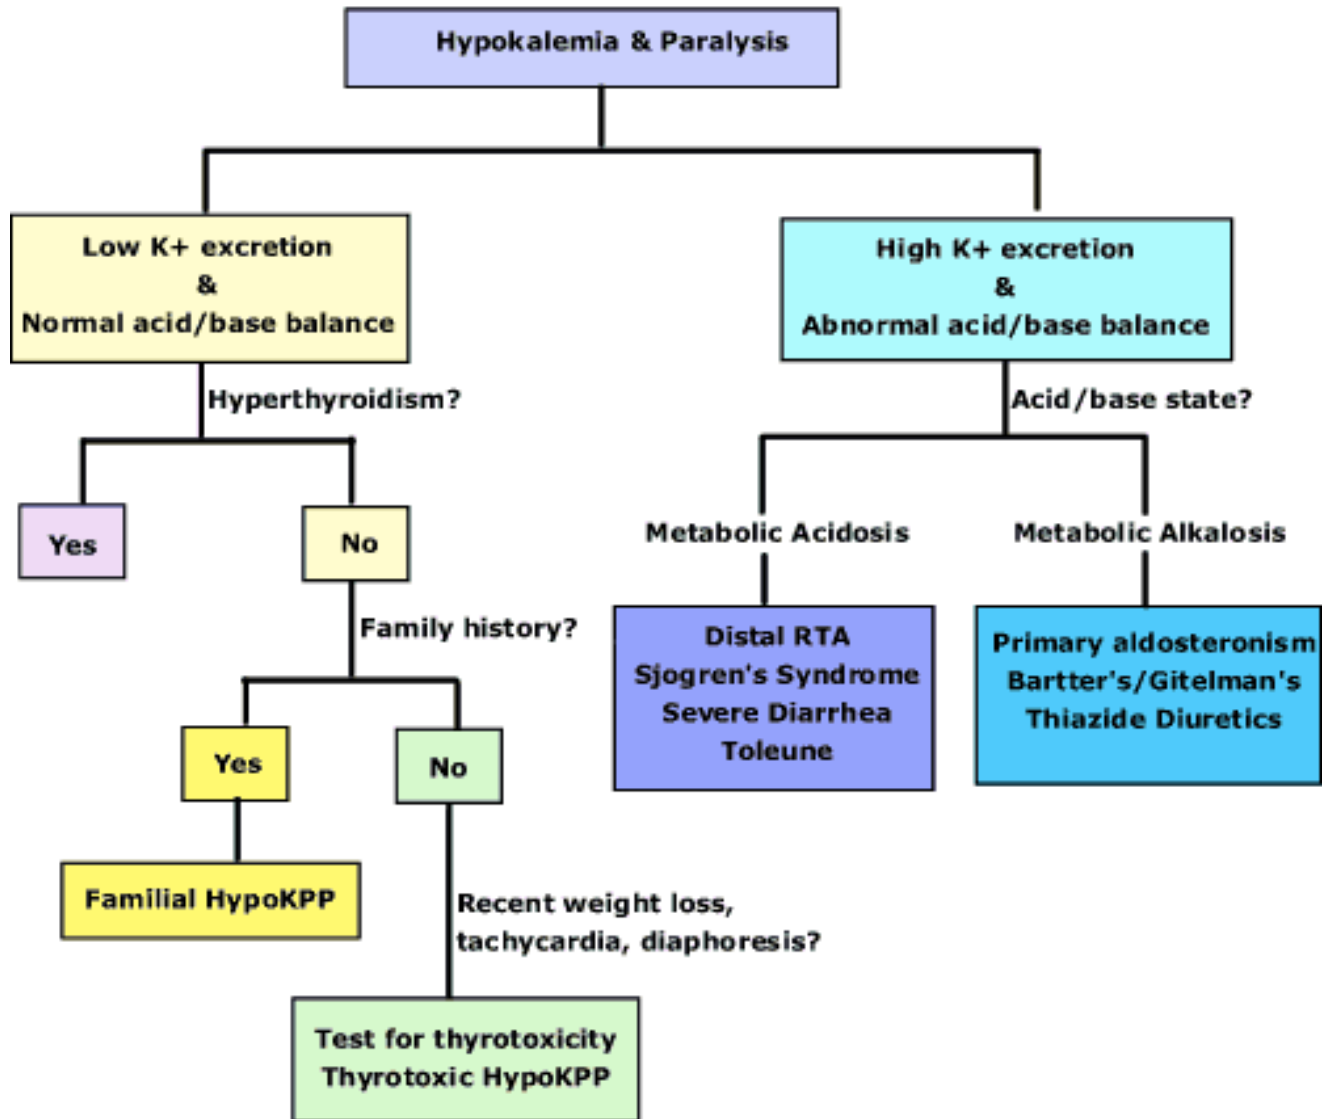 Hypokalemia & Paralysis
Low K+ excretion
&
Normal acid/base balance
High K+ excretion
&
Abnormal acid/base balance
Hyperthyroidism?
Acid/base state?
Yes
No
Metabolic Acidosis
Metabolic Alkalosis
Family history?
Distal RTA
Sjogren's Syndrome
Severe Diarrhea
Toleune
Primary aldosteronism
Bartter's/Gitelman's
Thiazide Diuretics
Yes
No
Familial HypoKPP
Recent weight loss,
tachycardia, diaphoresis?
Test for thyrotoxicity
Thyrotoxic HypoKPP